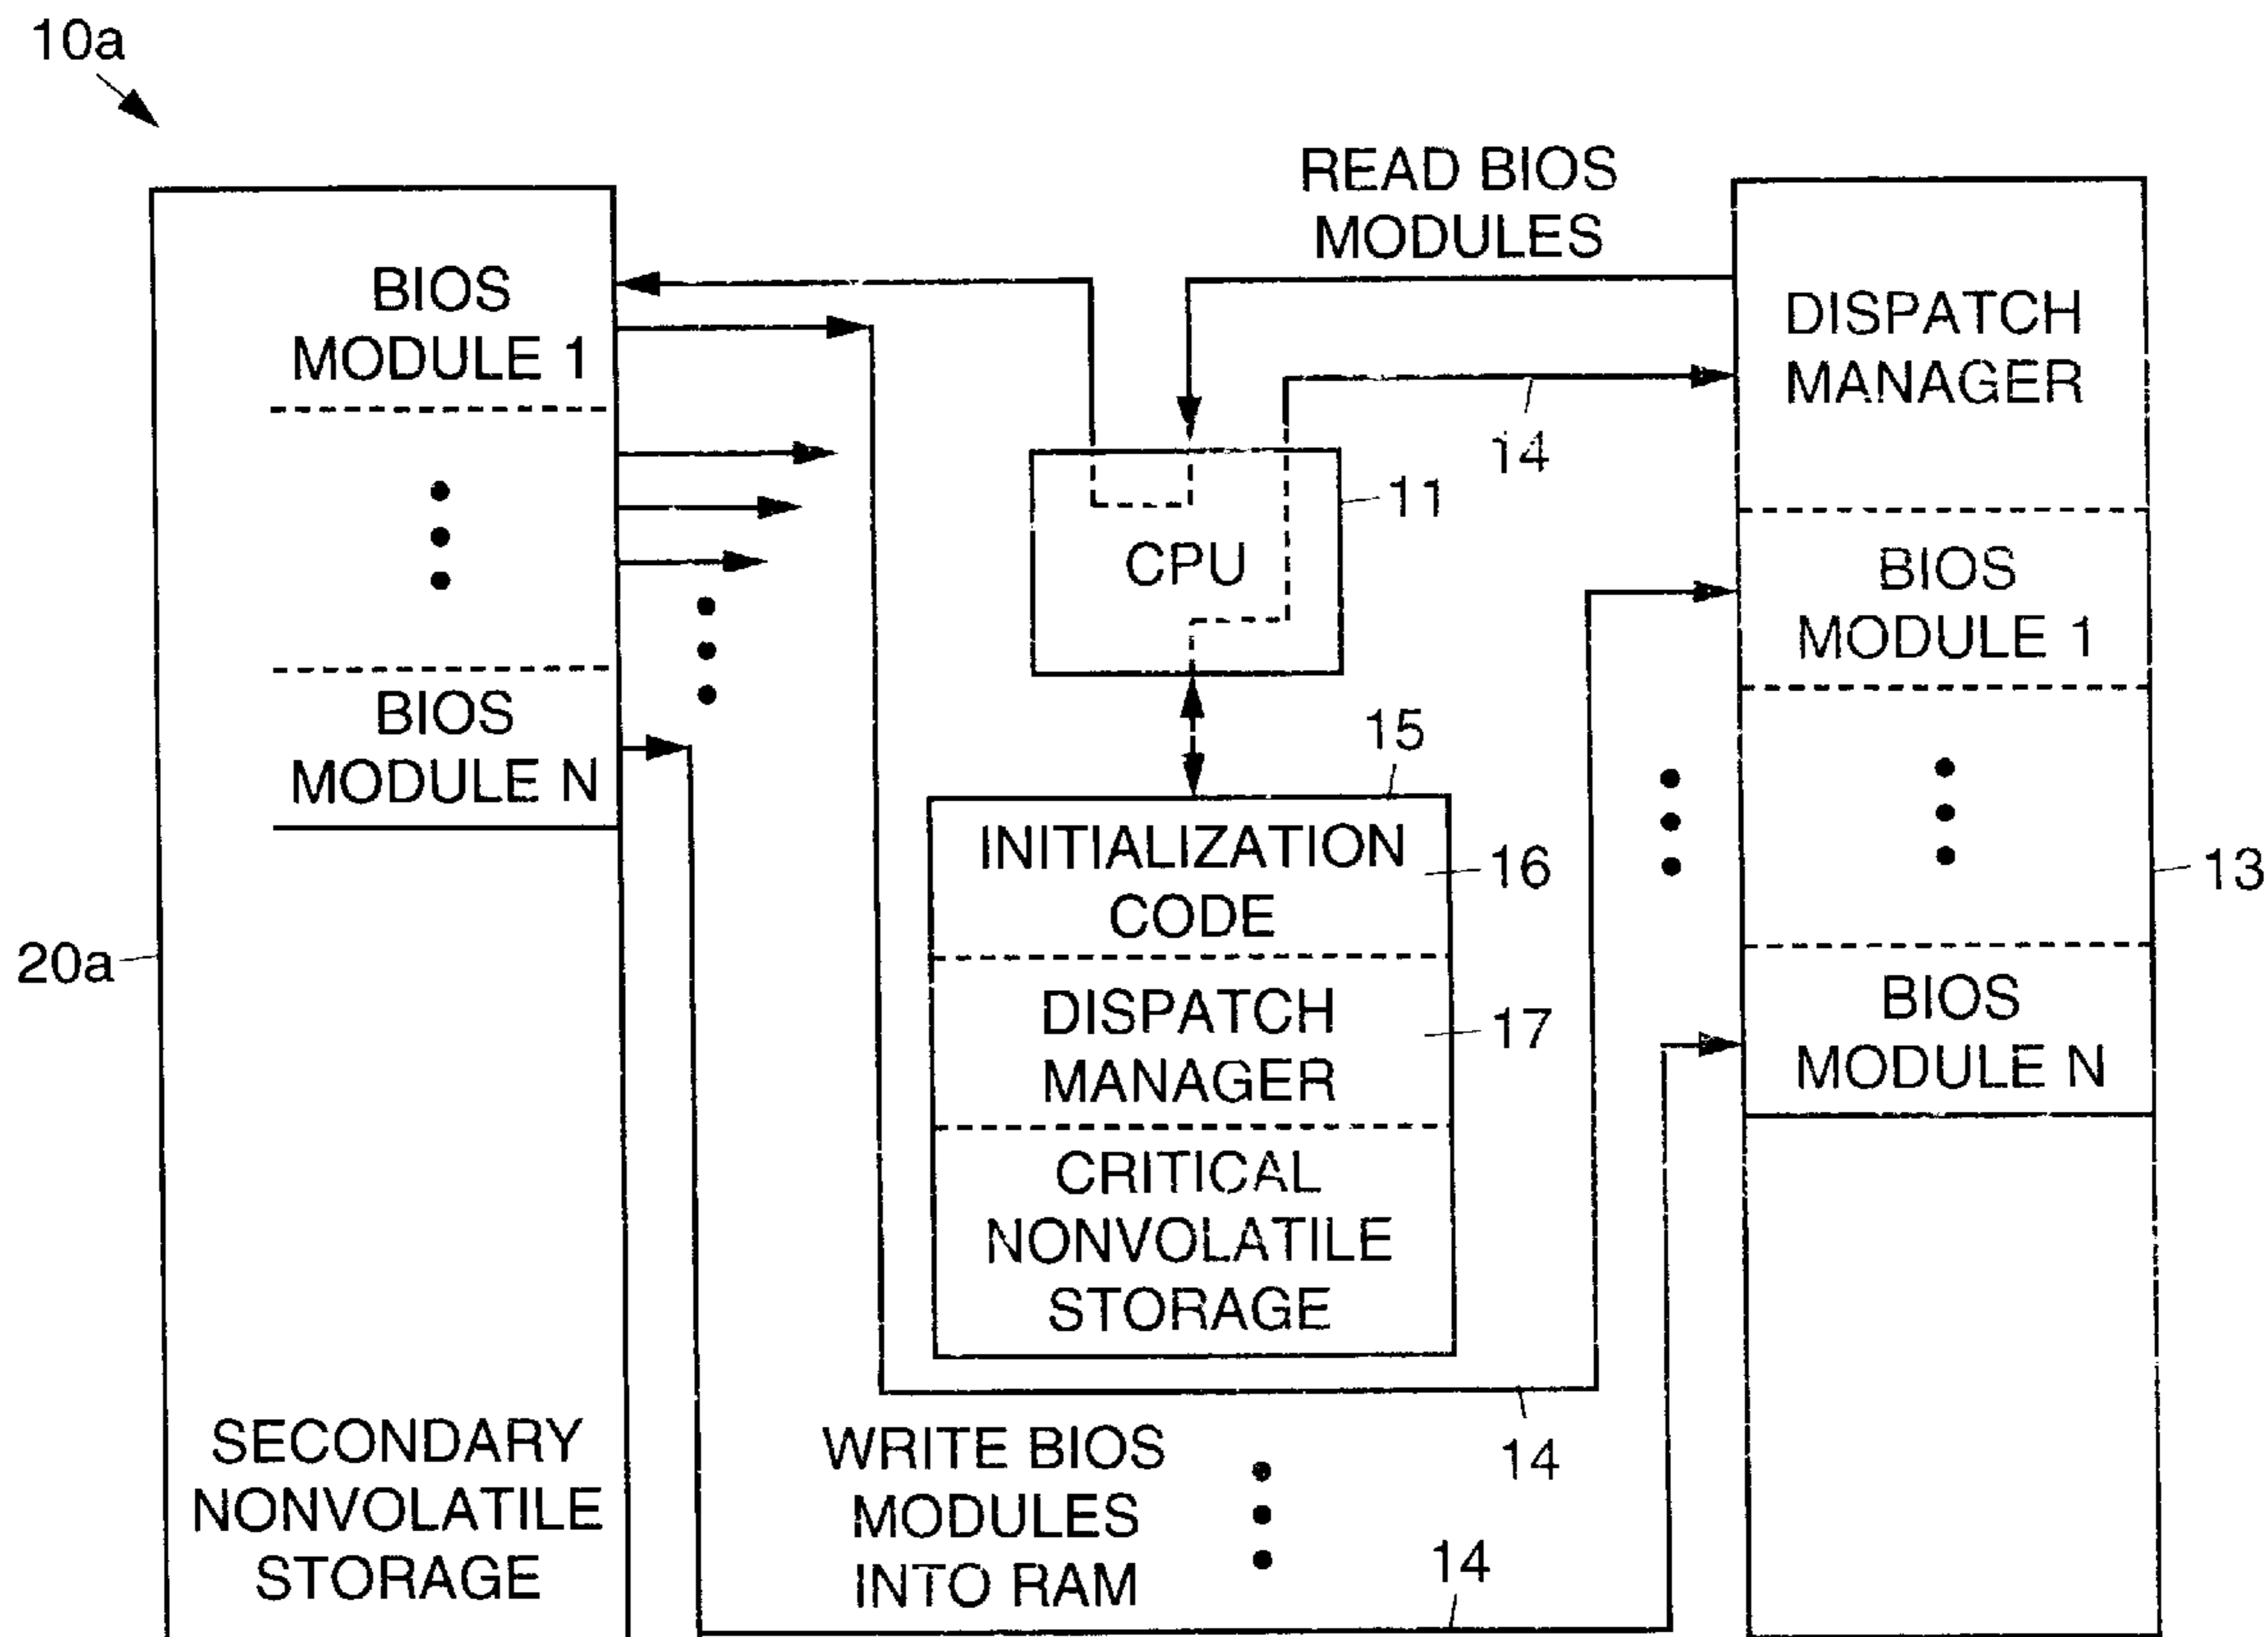 10a
READ BIOS
MODULES
BIOS
MODULE 1
DISPATCH
MANAGER
14
11
CPU
BIOS
MODULE 1
BIOS
MODULE N
15
INITIALIZATION
CODE
16
13
20a
DISPATCH
MANAGER
17
BIOS
MODULE N
CRITICAL
NONVOLATILE
STORAGE
SECONDARY
NONVOLATILE
STORAGE
WRITE BIOS
MODULES
INTO RAM
14
14